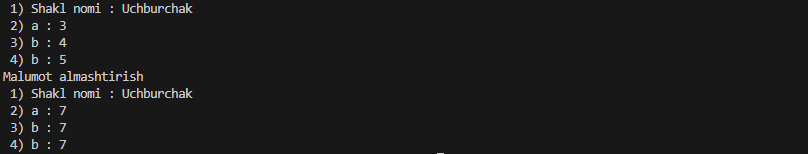 1) Shakl nomi : Uchburchak
2) a : 3
3) b : 4
4) b : 5
Malumot almashtirish
1) Shakl nomi : Uchburchak
2) a : 7
3) b : 7
4) b : 7